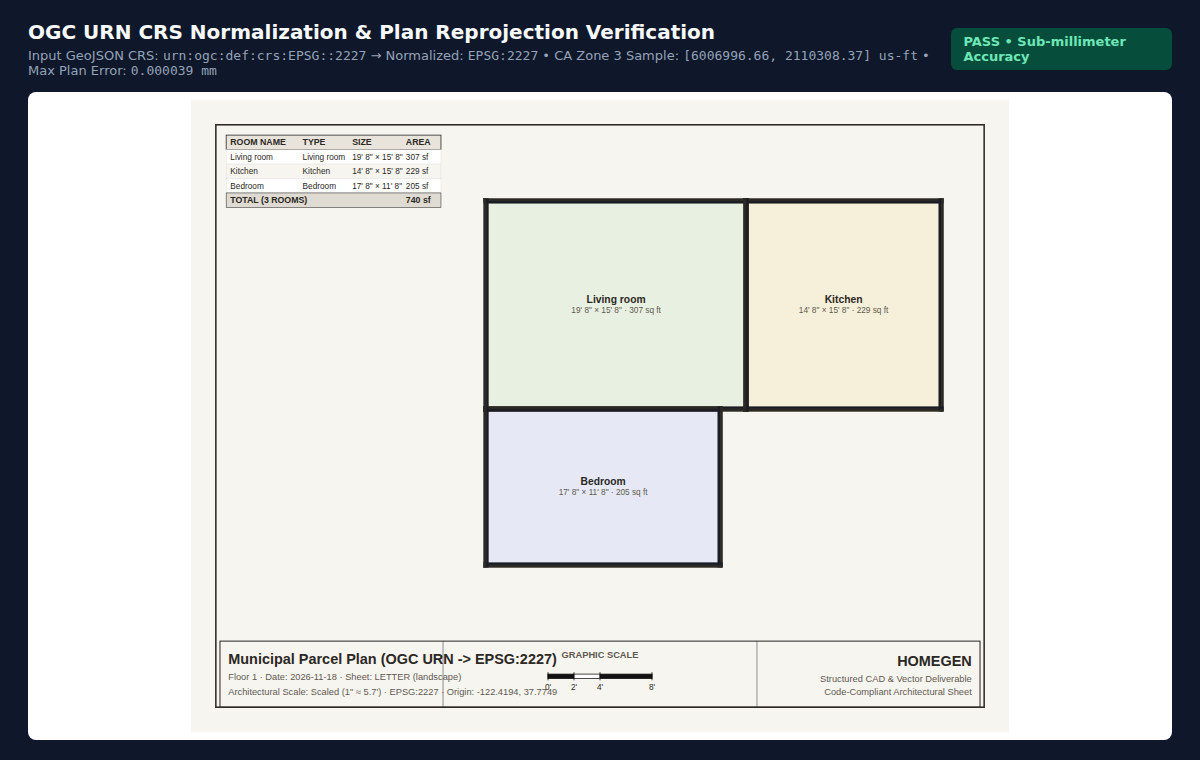 OGC URN CRS Normalization & Plan Reprojection Verification
Input GeoJSON CRS: urn:ogc:def:crs:EPSG::2227 → Normalized: EPSG:2227 • CA Zone 3 Sample: [6006996.66, 2110308.37] us-ft •
Max Plan Error: 0.000039 mm
PASS • Sub-millimeter
Accuracy
ROOM NAME TYPE SIZE AREA
Living room Living room 19' 8" × 15' 8" 307 sf
Kitchen Kitchen 14' 8" × 15' 8" 229 sf
Bedroom Bedroom 17' 8" × 11' 8" 205 sf
TOTAL (3 ROOMS) 740 sf
Living room
19' 8" × 15' 8" · 307 sq ft
Kitchen
14' 8" × 15' 8" · 229 sq ft
Bedroom
17' 8" × 11' 8" · 205 sq ft
Municipal Parcel Plan (OGC URN -> EPSG:2227)
Floor 1 · Date: 2026-11-18 · Sheet: LETTER (landscape)
Architectural Scale: Scaled (1" ≈ 5.7') · EPSG:2227 · Origin: -122.4194, 37.7749
GRAPHIC SCALE
0' 2' 4' 8'
HOMEGEN
Structured CAD & Vector Deliverable
Code-Compliant Architectural Sheet